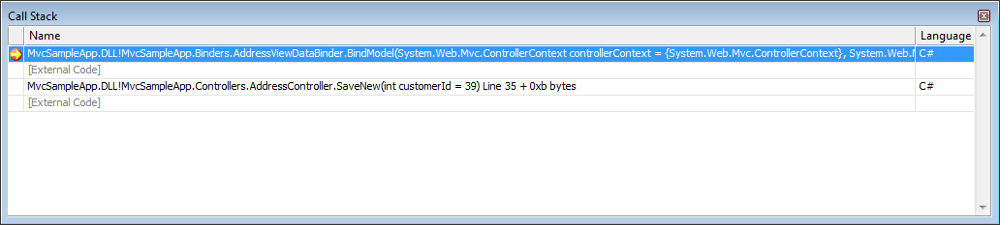 Call Stack
Name Language
MvcSampleApp.DLL!MvcSampleApp.Binders.AddressViewDataBinder.BindModel(System.Web.Mvc.ControllerContext controllerContext = {System.Web.Mvc.ControllerContext}, System.Web.M C#
[External Code]
MvcSampleApp.DLL!MvcSampleApp.Controllers.AddressController.SaveNew(int customerId = 39) Line 35 + 0xb bytes C#
[External Code]